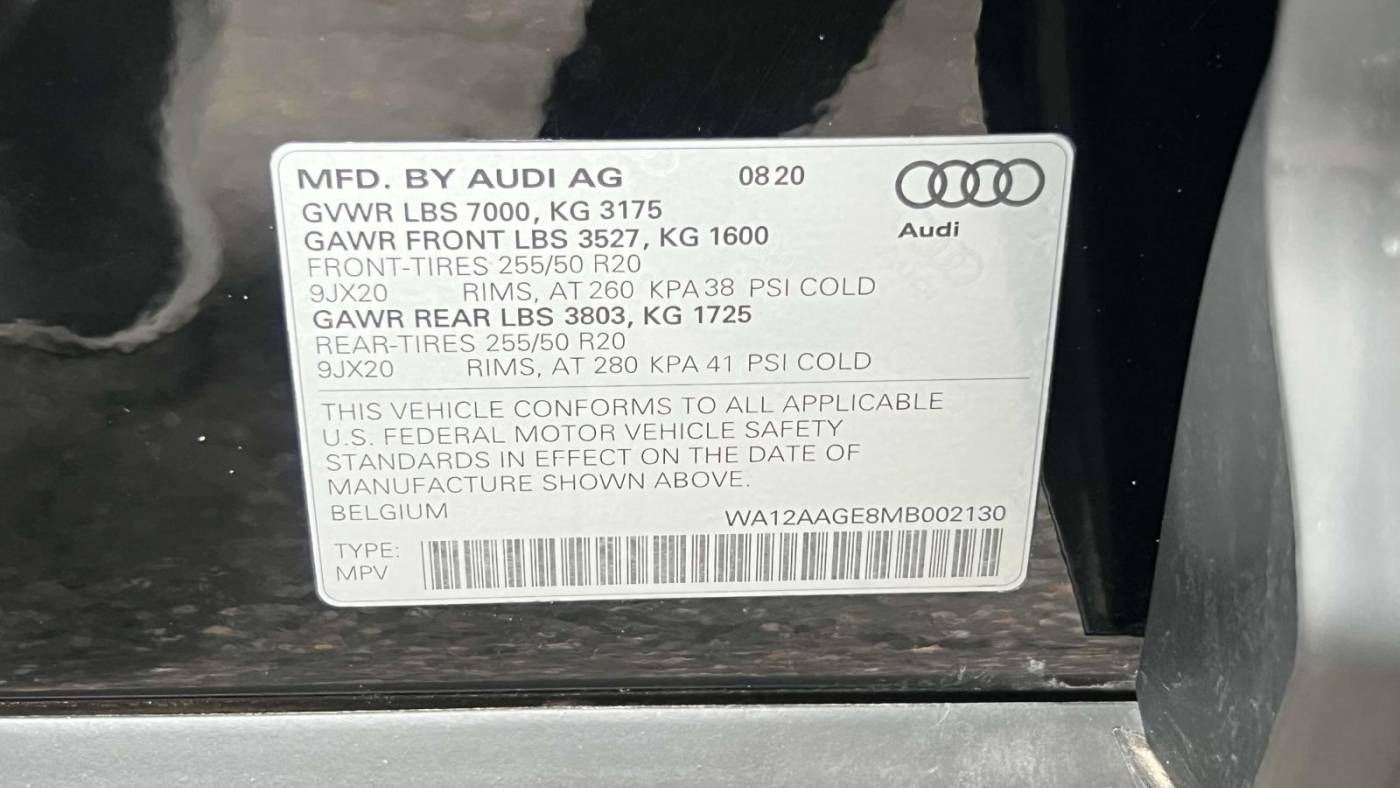 MFD. BY AUDI AG 08 20
Audi
GVWR LBS 7000, KG 3175
GAWR FRONT LBS 3527, KG 1600
FRONT-TIRES 255/50 R20
9JX20 RIMS, AT 260 KPA 38 PSI COLD
GAWR REAR LBS 3803, KG 1725
REAR-TIRES 255/50 R20
9JX20 RIMS, AT 280 KPA 41 PSI COLD
THIS VEHICLE CONFORMS TO ALL APPLICABLE
U.S. FEDERAL MOTOR VEHICLE SAFETY
STANDARDS IN EFFECT ON THE DATE OF
MANUFACTURE SHOWN ABOVE.
BELGIUM WA12AAGE8MB002130
TYPE:
MPV